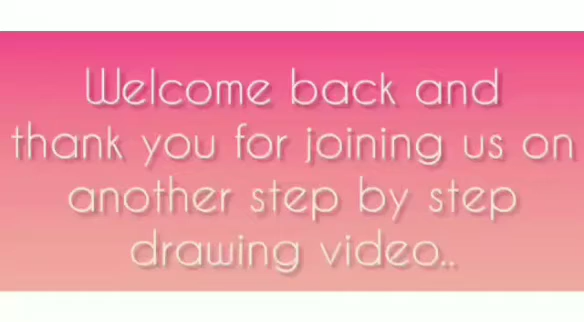 Welcome back and
thank you for joining us on
another step by step
drawing video..